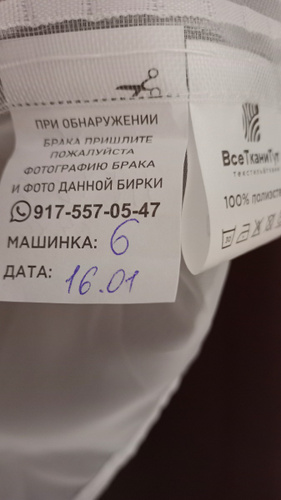 ПРИ ОБНАРУЖЕНИИ
БРАКА ПРИШЛИТЕ
ПОЖАЛУЙСТА
ФОТОГРАФИЮ БРАКА
И ФОТО ДАННОЙ БИРКИ
917-557-05-47
МАШИНКА: 6
ДАТА: 16.01
ВсеТканиТут
100%
30